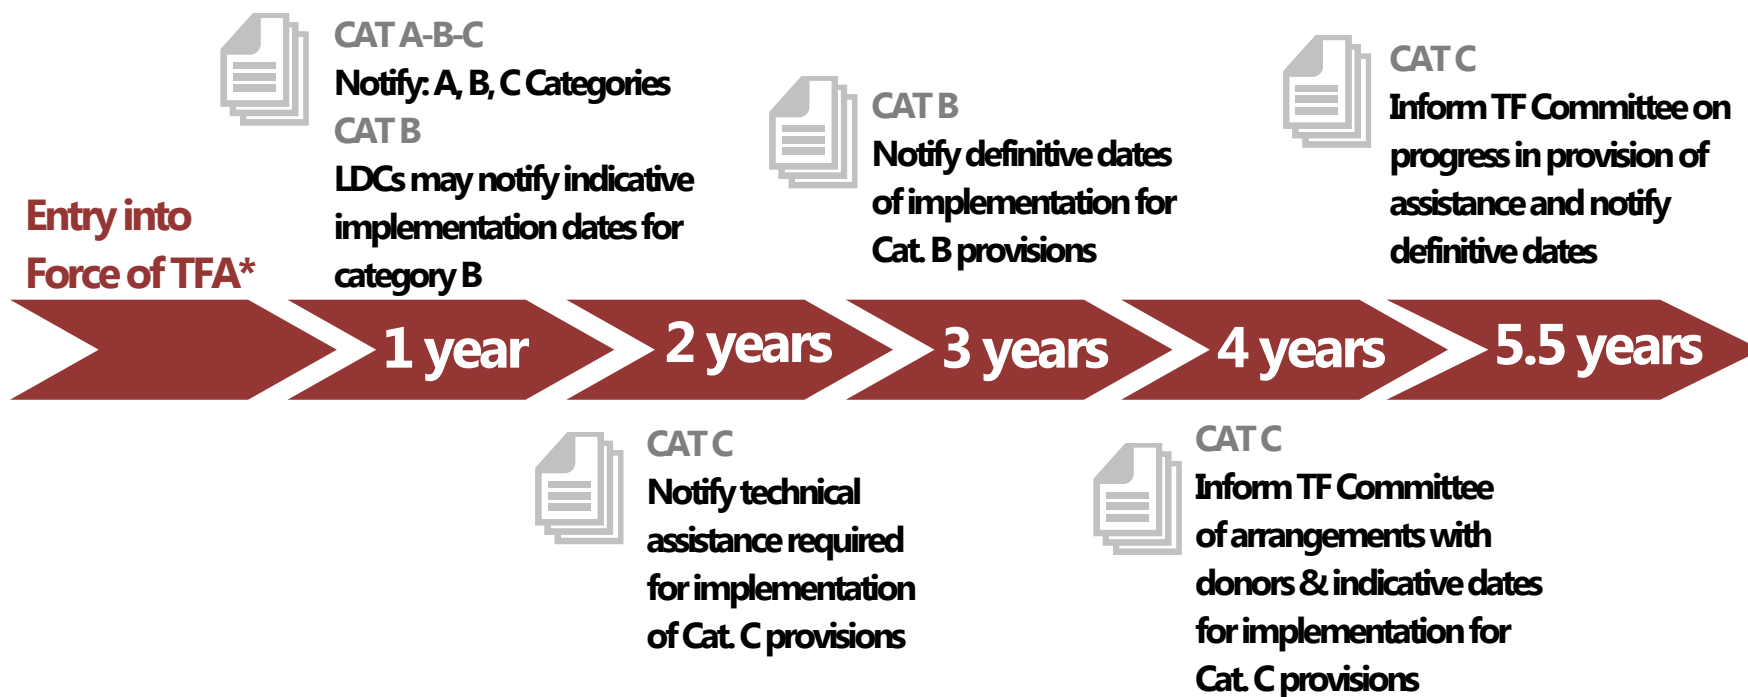 Entry into
Force of TFA*
CAT A-B-C
Notify: A, B, C Categories
CAT B
LDCs may notify indicative
implementation dates for
category B
CAT B
Notify definitive dates
of implementation for
Cat. B provisions
CAT C
Inform TF Committee on
progress in provision of
assistance and notify
definitive dates
1 year
2 years
3 years
4 years
5.5 years
CAT C
Notify technical
assistance required
for implementation
of Cat. C provisions
CAT C
Inform TF Committee
of arrangements with
donors & indicative dates
for implementation for
Cat. C provisions